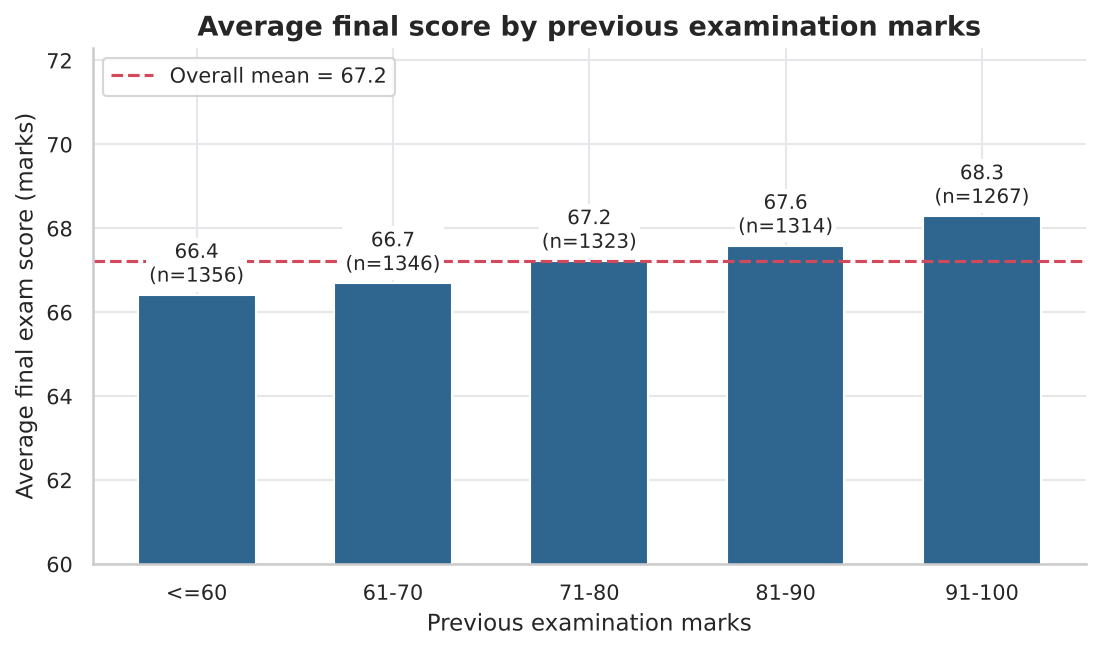 Average final score by previous examination marks
Overall mean = 67.2
Average final exam score (marks)
72
70
68
66
64
62
60
66.4
(n=1356)
66.7
(n=1346)
67.2
(n=1323)
67.6
(n=1314)
68.3
(n=1267)
<=60
61-70
71-80
81-90
91-100
Previous examination marks